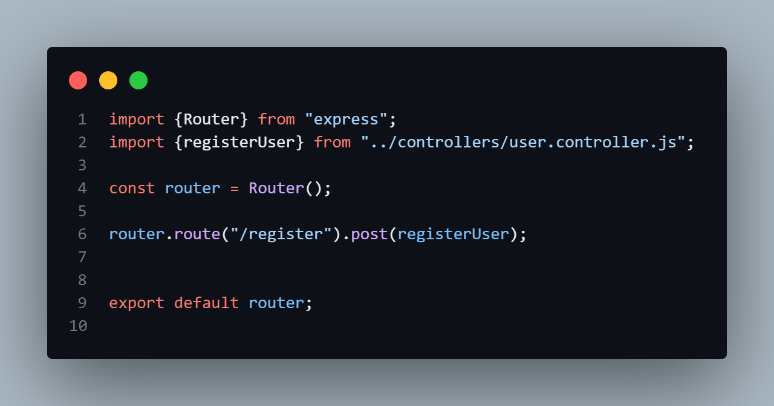 1 import {Router} from "express";
2 import {registerUser} from "../controllers/user.controller.js";
3
4 const router = Router();
5
6 router.route("/register").post(registerUser);
7
8
9 export default router;
10